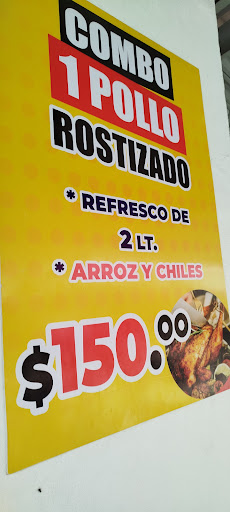 COMBO
1 POLLO
ROSTIZADO
* REFRESCO DE
2 LT.
* ARROZ Y CHILES
$150.00